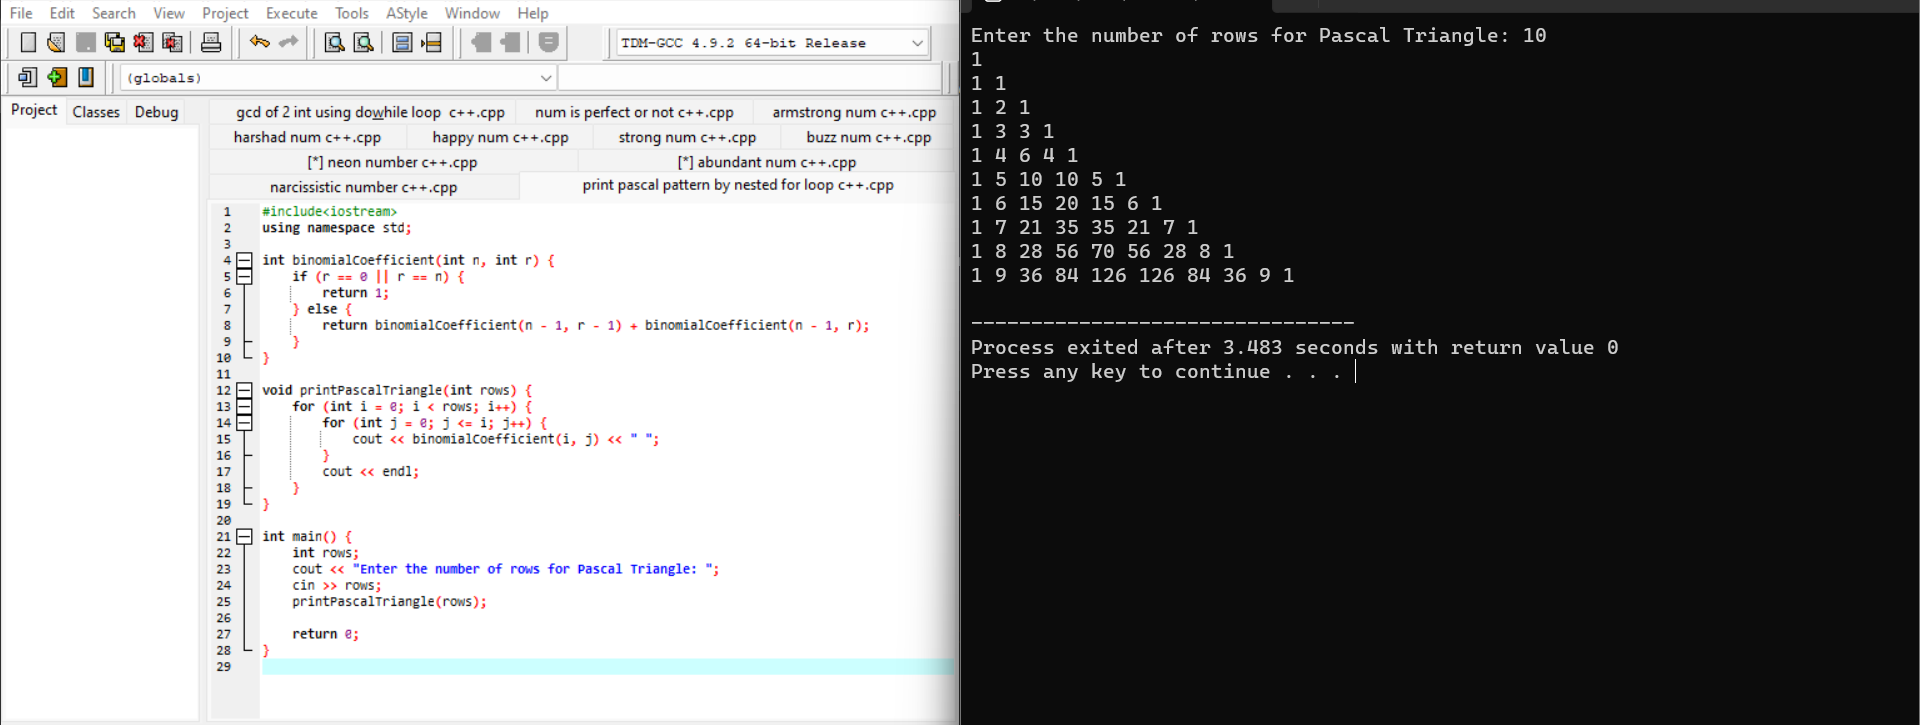 File Edit Search View Project Execute Tools AStyle Window Help
TDM-GCC 4.9.2 64-bit Release
(globals)
Project Classes Debug
gcd of 2 int using dowhile loop c++.cpp num is perfect or not c++.cpp armstrong num c++.cpp
harshad num c++.cpp happy num c++.cpp strong num c++.cpp buzz num c++.cpp
[*] neon number c++.cpp [*] abundant num c++.cpp
narcissistic number c++.cpp print pascal pattern by nested for loop c++.cpp
1 #include<iostream>
2 using namespace std;
3
4 int binomialCoefficient(int n, int r) {
5 if (r == 0 || r == n) {
6 return 1;
7 } else {
8 return binomialCoefficient(n - 1, r - 1) + binomialCoefficient(n - 1, r);
9 }
10 }
11
12 void printPascalTriangle(int rows) {
13 for (int i = 0; i < rows; i++) {
14 for (int j = 0; j <= i; j++) {
15 cout << binomialCoefficient(i, j) << " ";
16 }
17 cout << endl;
18 }
19 }
20
21 int main() {
22 int rows;
23 cout << "Enter the number of rows for Pascal Triangle: ";
24 cin >> rows;
25 printPascalTriangle(rows);
26
27 return 0;
28 }
29
Enter the number of rows for Pascal Triangle: 10
1
1 1
1 2 1
1 3 3 1
1 4 6 4 1
1 5 10 10 5 1
1 6 15 20 15 6 1
1 7 21 35 35 21 7 1
1 8 28 56 70 56 28 8 1
1 9 36 84 126 126 84 36 9 1
--------------------------------
Process exited after 3.483 seconds with return value 0
Press any key to continue . . .